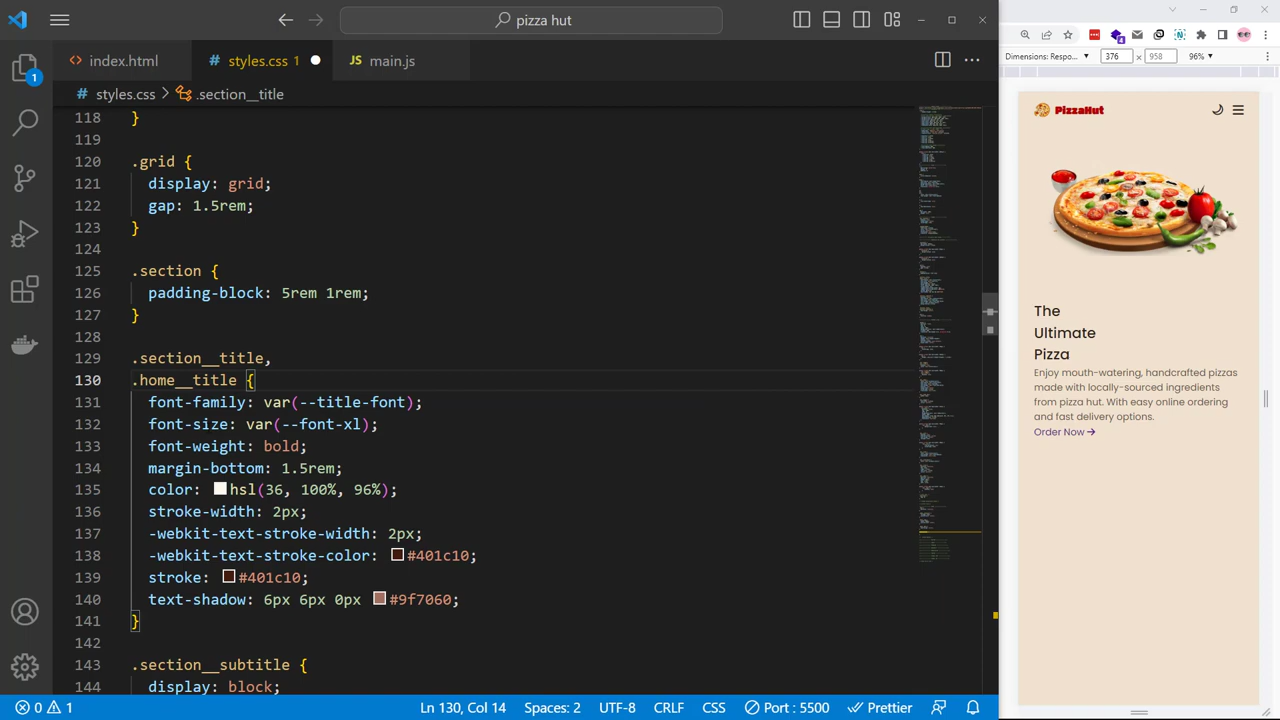 pizza hut
index.html
styles.css 1
JS main.js
styles.css > .section__title
Dimensions: Respo...
376 × 958
96%
1
4
118 }
119
120 .grid {
121 display: grid;
122 gap: 1.5rem;
123 }
124
125 .section {
126 padding-block: 5rem 1rem;
127 }
128
129 .section__title,
130 .home__title {
131 font-family: var(--title-font);
132 font-size: var(--font-xl);
133 font-weight: bold;
134 margin-bottom: 1.5rem;
135 color: hsl(36, 100%, 96%);
136 stroke-width: 2px;
137 -webkit-text-stroke-width: 2px;
138 -webkit-text-stroke-color: #401c10;
139 stroke: #401c10;
140 text-shadow: 6px 6px 0px #9f7060;
141 }
142
143 .section__subtitle {
144 display: block;
PizzaHut
The
Ultimate
Pizza
Enjoy mouth-watering, handcrafted pizzas
made with locally-sourced ingredients
from pizza hut. With easy online ordering
and fast delivery options.
Order Now →
0 1 Ln 130, Col 14 Spaces: 2 UTF-8 CRLF CSS Port : 5500 Prettier